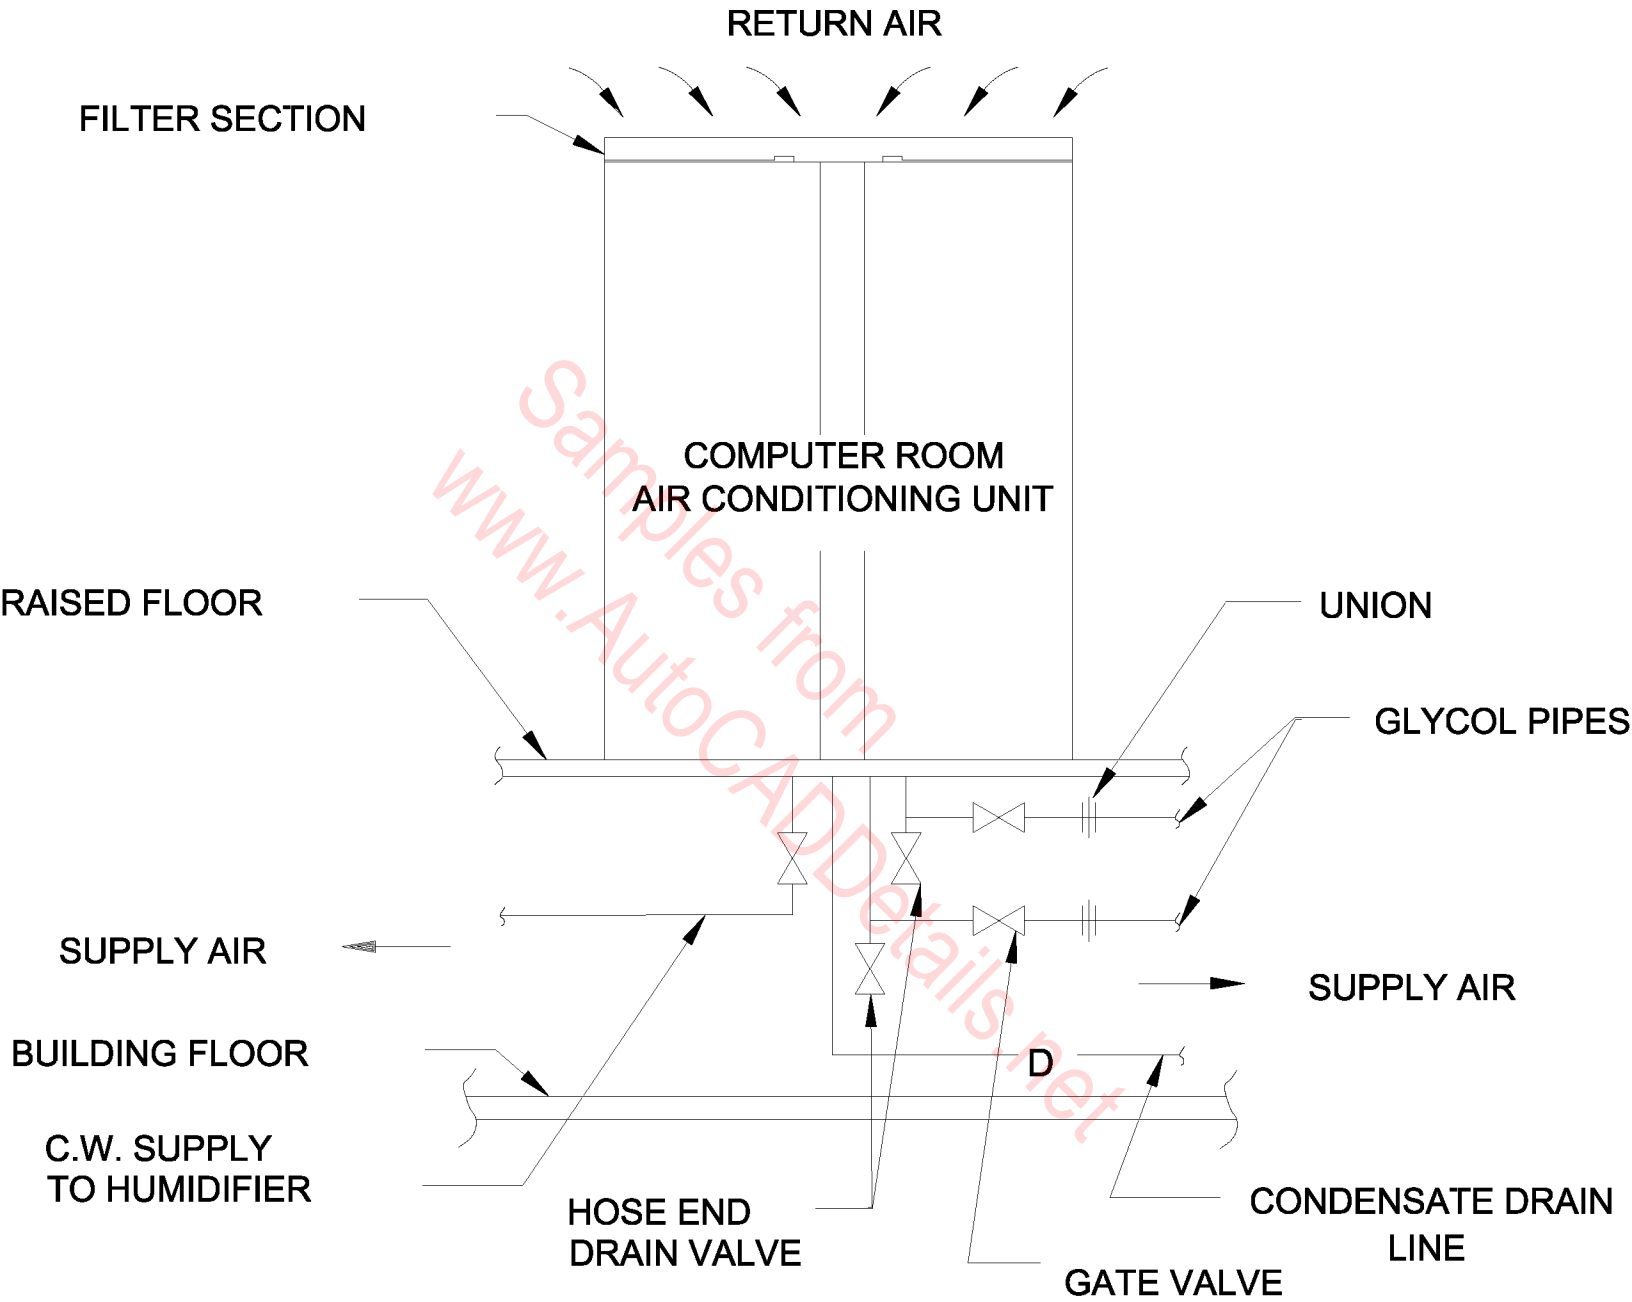 RETURN AIR
FILTER SECTION
COMPUTER ROOM
AIR CONDITIONING UNIT
Samples from
www.AutoCADDetails.net
RAISED FLOOR
UNION
GLYCOL PIPES
SUPPLY AIR
SUPPLY AIR
BUILDING FLOOR
D
C.W. SUPPLY
TO HUMIDIFIER
HOSE END
DRAIN VALVE
CONDENSATE DRAIN
LINE
GATE VALVE